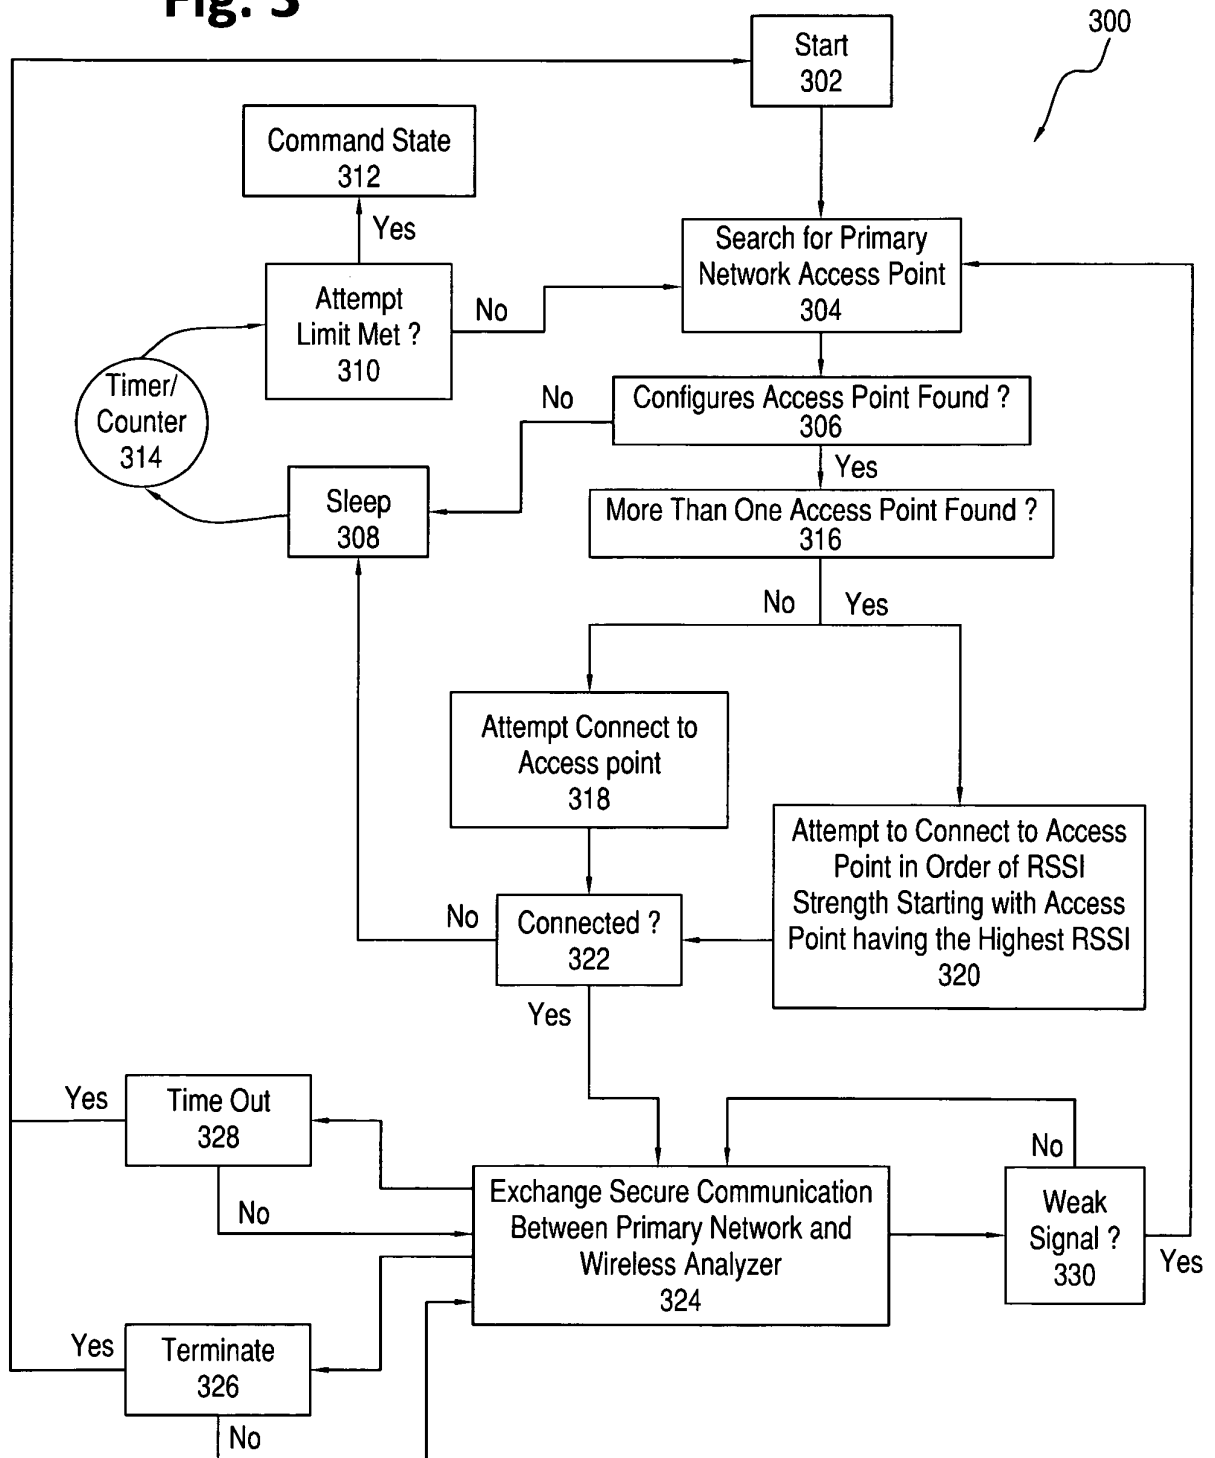 Fig. 3
300
Start
302
Command State
312
Yes
Search for Primary
Network Access Point
304
Attempt
Limit Met ?
310
No
Timer/
Counter
314
No
Configures Access Point Found ?
306
Yes
Sleep
308
More Than One Access Point Found ?
316
No
Yes
Attempt Connect to
Access point
318
Attempt to Connect to Access
Point in Order of RSSI
Strength Starting with Access
Point having the Highest RSSI
320
No
Connected ?
322
Yes
Yes
Time Out
328
No
No
Exchange Secure Communication
Between Primary Network and
Wireless Analyzer
324
Weak
Signal ?
330
Yes
Yes
Terminate
326
No